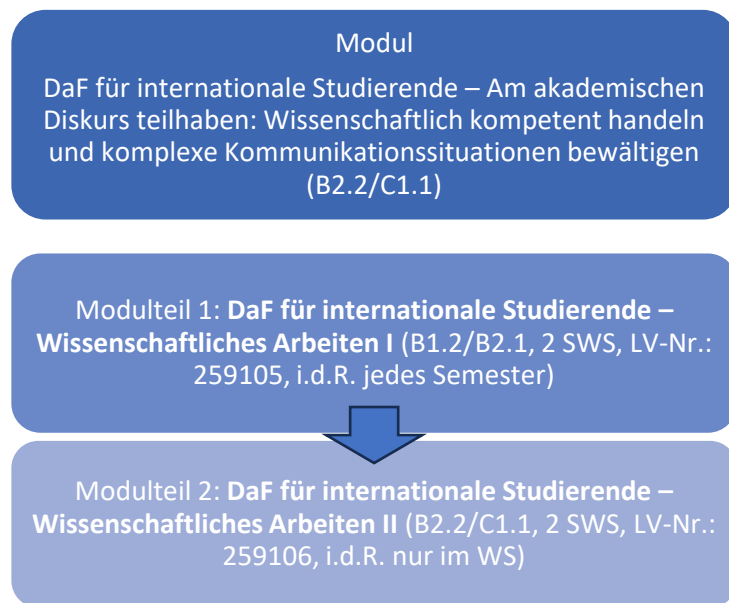 Modul
DaF für internationale Studierende – Am akademischen
Diskurs teilhaben: Wissenschaftlich kompetent handeln
und komplexe Kommunikationssituationen bewältigen
(B2.2/C1.1)
Modulteil 1: DaF für internationale Studierende –
Wissenschaftliches Arbeiten I (B1.2/B2.1, 2 SWS, LV-Nr.:
259105, i.d.R. jedes Semester)
Modulteil 2: DaF für internationale Studierende –
Wissenschaftliches Arbeiten II (B2.2/C1.1, 2 SWS, LV-Nr.:
259106, i.d.R. nur im WS)